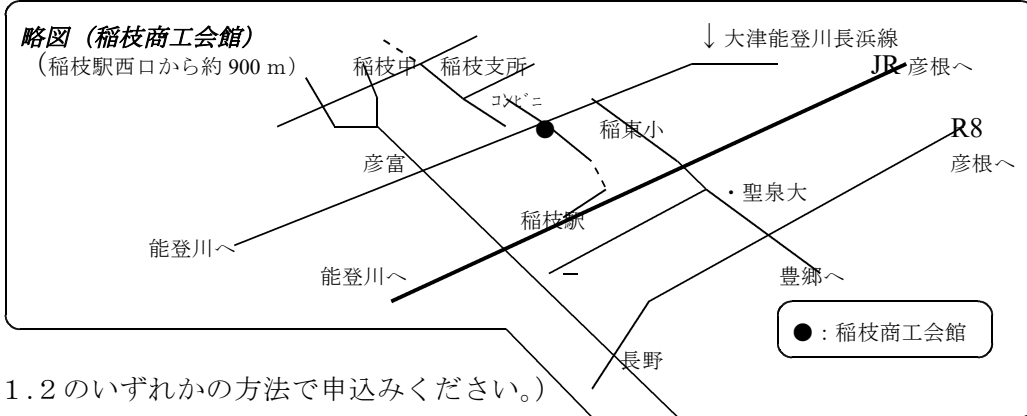 略図（稲枝商工会館）
（稲枝駅西口から約 900 m）
↓ 大津能登川長浜線
稲枝中
稲枝支所
JR 彦根へ
コンビニ
稲東小
R8
彦根へ
彦富
・聖泉大
稲枝駅
能登川へ
能登川へ
豊郷へ
●：稲枝商工会館
長野
1.2のいずれかの方法で申込みください。）